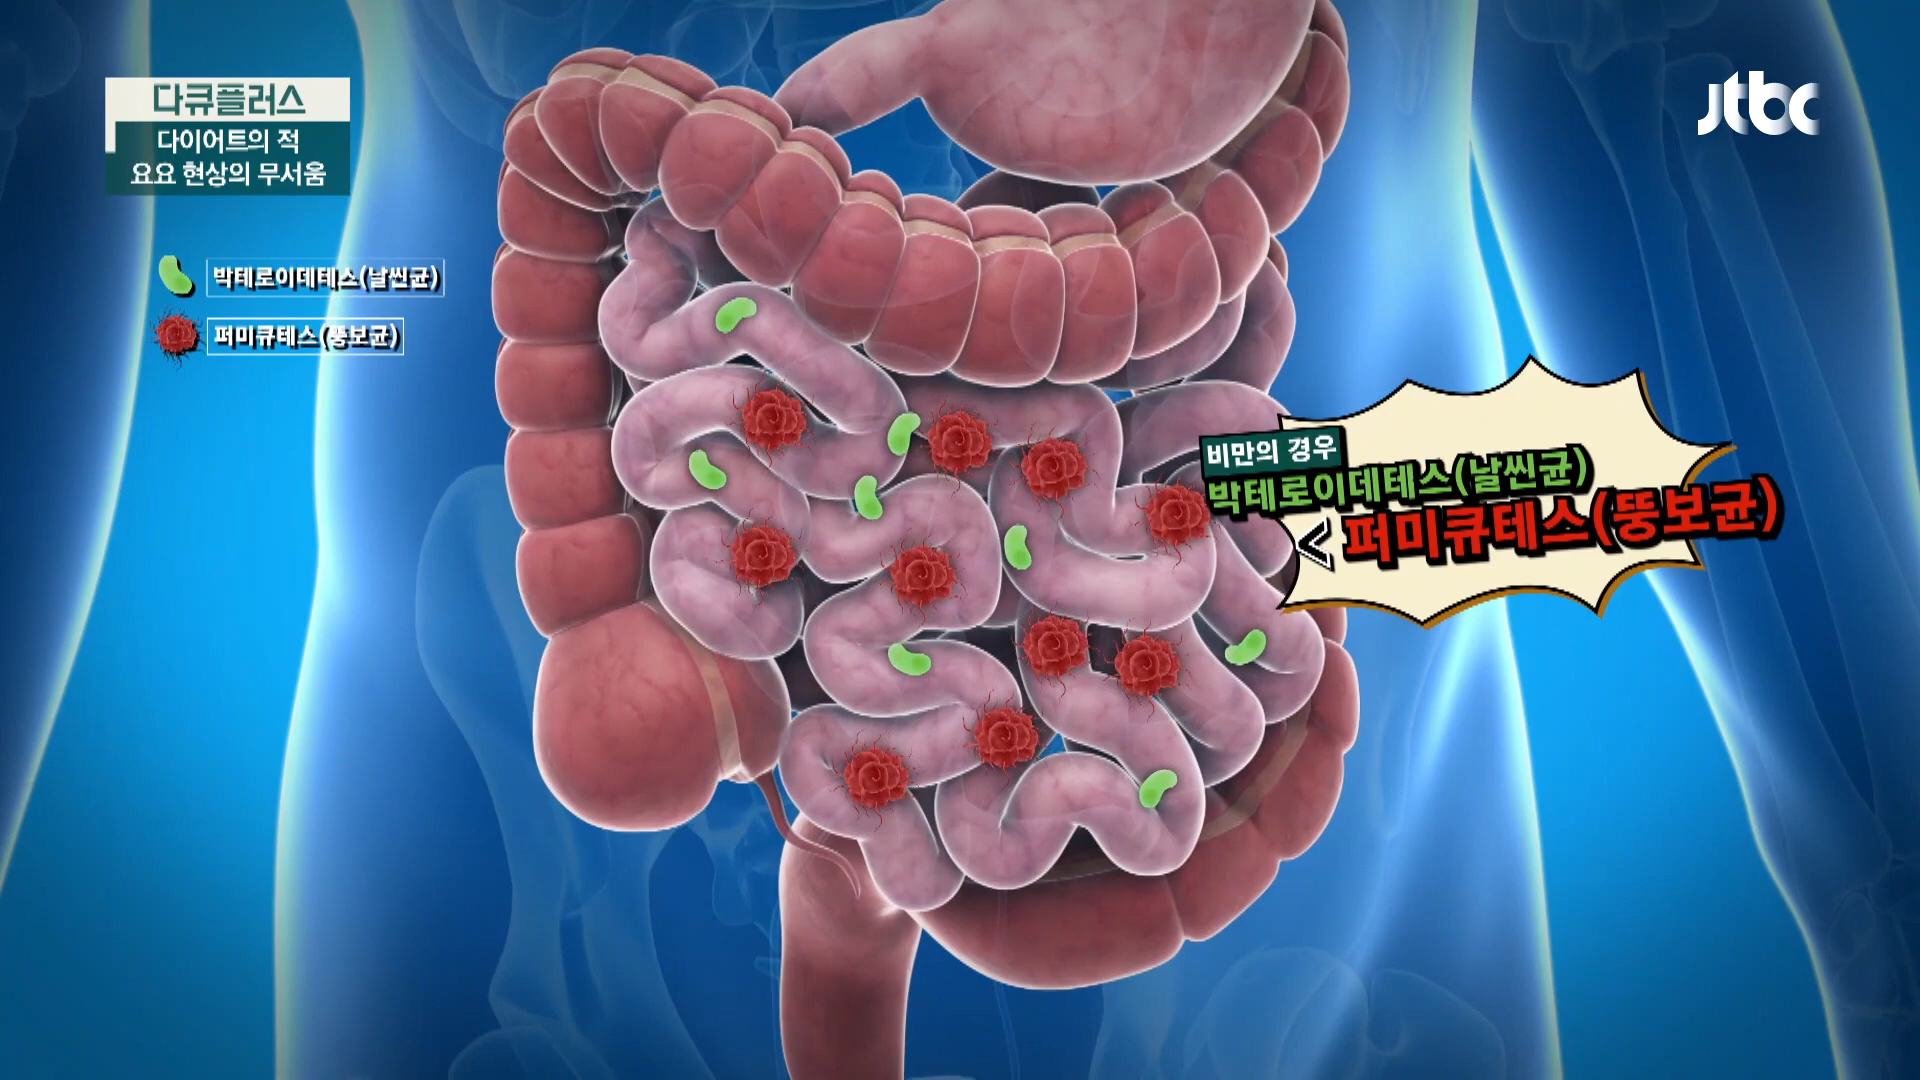 다큐플러스
다이어트의 적
요요 현상의 무서움
jtbc
박테로이데테스(날씬균)
퍼미큐테스(뚱보균)
비만의 경우
박테로이데테스(날씬균)
< 퍼미큐테스(뚱보균)